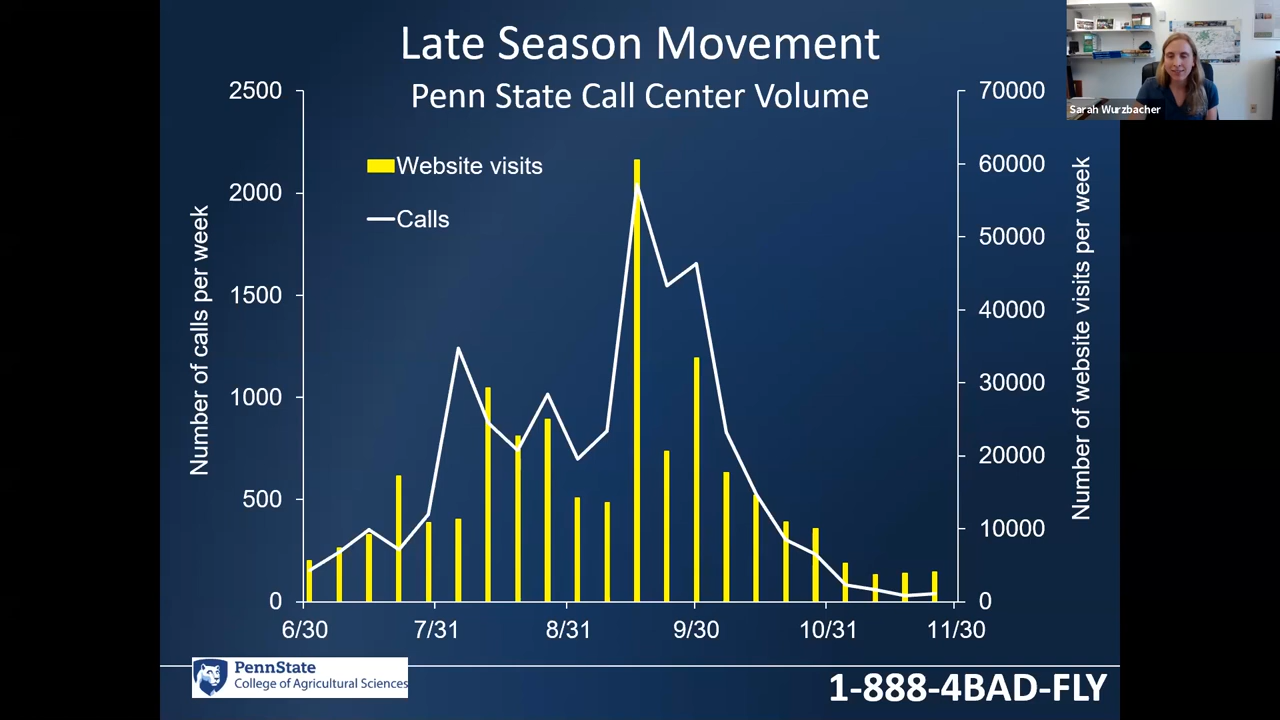 Late Season Movement
Penn State Call Center Volume
Sarah Wurzbacher
Website visits
Calls
Number of calls per week
2500
2000
1500
1000
500
0
70000
60000
50000
40000
30000
20000
10000
0
Number of website visits per week
6/30
7/31
8/31
9/30
10/31
11/30
PennState
College of Agricultural Sciences
1-888-4BAD-FLY